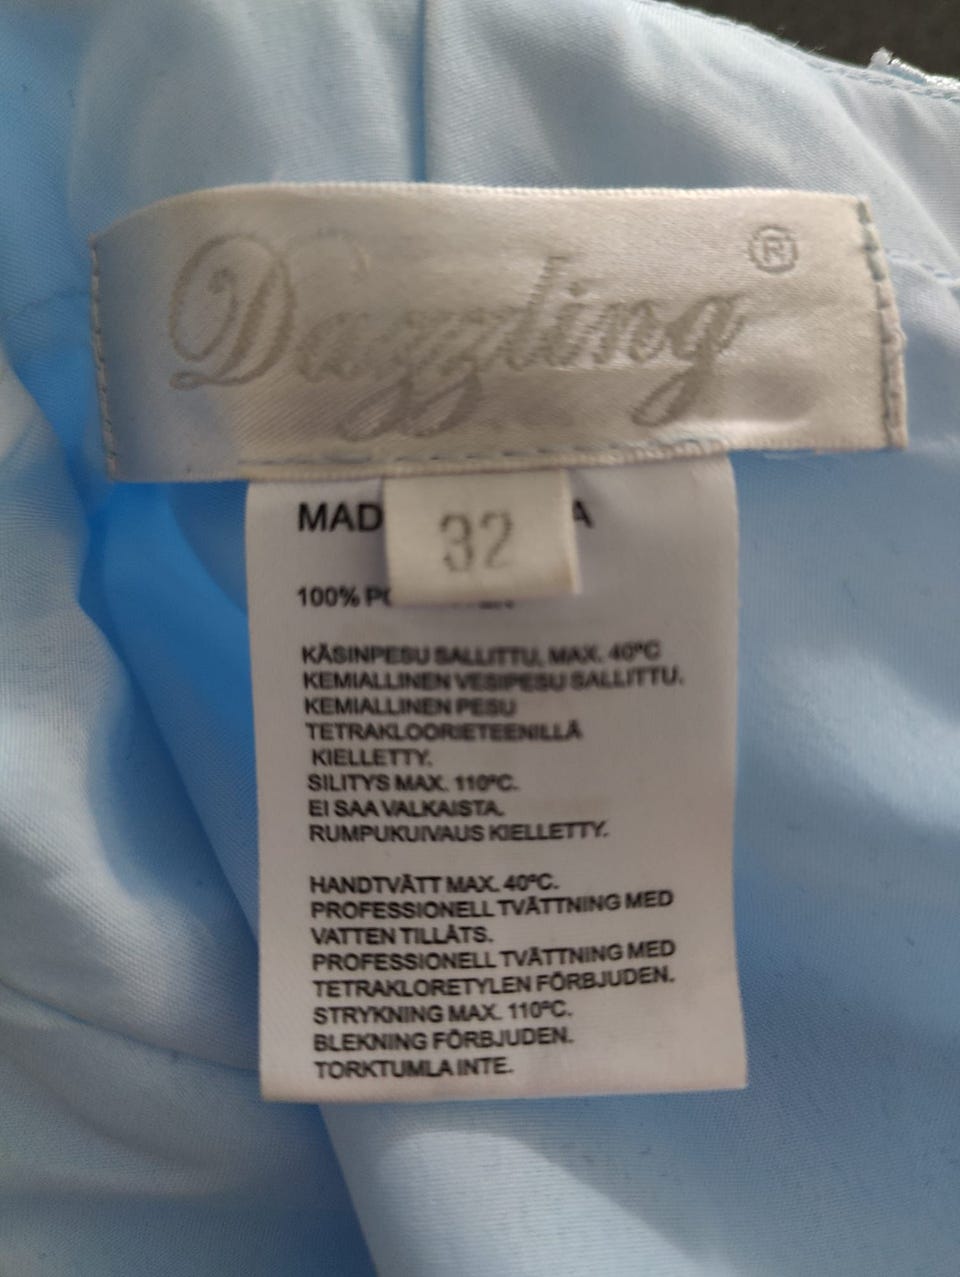 Dazzling ®
32
MAD A
100% PO
KÄSINPESU SALLITTU, MAX. 40ºC
KEMIALLINEN VESIPESU SALLITTU.
KEMIALLINEN PESU
TETRAKLOORIETEENILLÄ
KIELLETTY.
SILITYS MAX. 110ºC.
EI SAA VALKAISTA.
RUMPUKUIVAUS KIELLETTY.
HANDTVÄTT MAX. 40ºC.
PROFESSIONELL TVÄTTNING MED
VATTEN TILLÅTS.
PROFESSIONELL TVÄTTNING MED
TETRAKLORETYLEN FÖRBJUDEN.
STRYKNING MAX. 110ºC.
BLEKNING FÖRBJUDEN.
TORKTUMLA INTE.